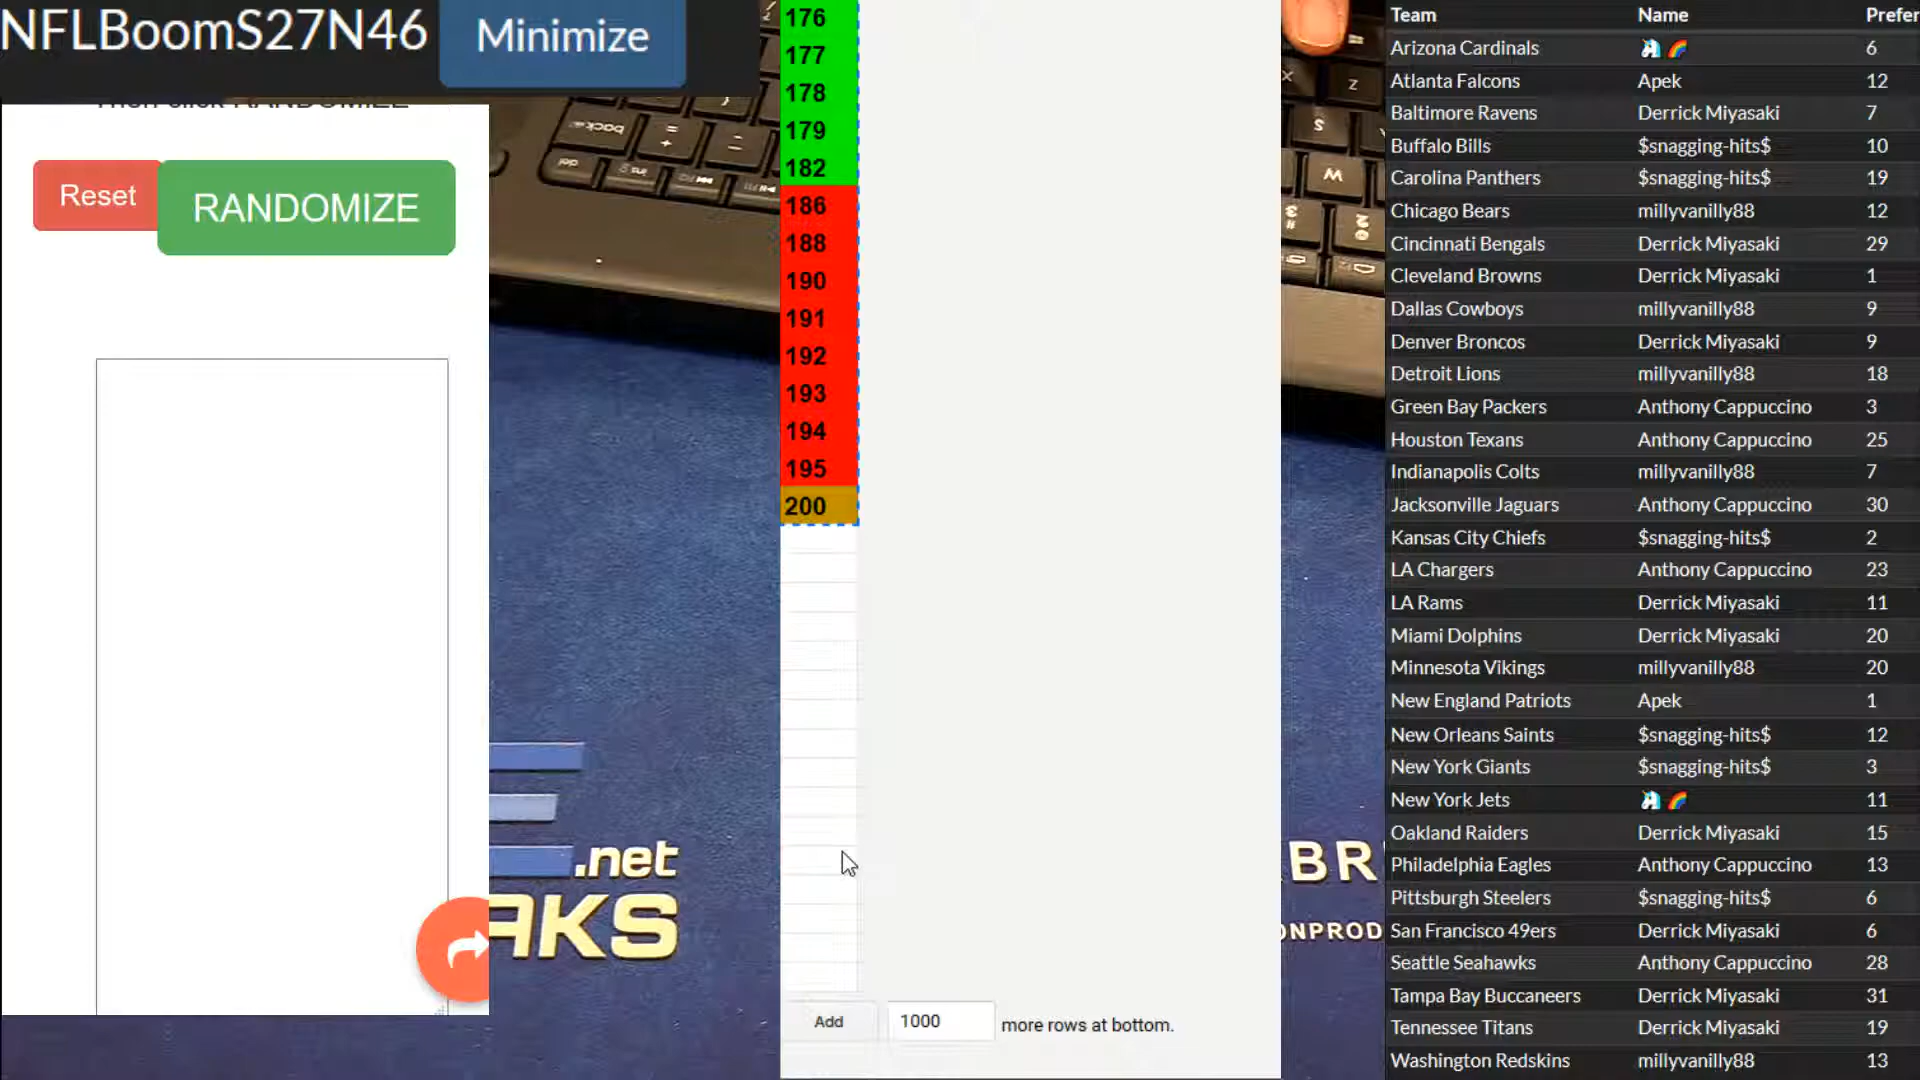 NFLBoomS27N46
Minimize
Then click RANDOMIZE
Reset
RANDOMIZE
176
177
178
179
182
186
188
190
191
192
193
194
195
200
Add
1000
more rows at bottom.
.net
AKS
BR
ONPROD
Team Name Prefer
Arizona Cardinals 🦄🌈 6
Atlanta Falcons Apek 12
Baltimore Ravens Derrick Miyasaki 7
Buffalo Bills $snagging-hits$ 10
Carolina Panthers $snagging-hits$ 19
Chicago Bears millyvanilly88 12
Cincinnati Bengals Derrick Miyasaki 29
Cleveland Browns Derrick Miyasaki 1
Dallas Cowboys millyvanilly88 9
Denver Broncos Derrick Miyasaki 9
Detroit Lions millyvanilly88 18
Green Bay Packers Anthony Cappuccino 3
Houston Texans Anthony Cappuccino 25
Indianapolis Colts millyvanilly88 7
Jacksonville Jaguars Anthony Cappuccino 30
Kansas City Chiefs $snagging-hits$ 2
LA Chargers Anthony Cappuccino 23
LA Rams Derrick Miyasaki 11
Miami Dolphins Derrick Miyasaki 20
Minnesota Vikings millyvanilly88 20
New England Patriots Apek 1
New Orleans Saints $snagging-hits$ 12
New York Giants $snagging-hits$ 3
New York Jets 🦄🌈 11
Oakland Raiders Derrick Miyasaki 15
Philadelphia Eagles Anthony Cappuccino 13
Pittsburgh Steelers $snagging-hits$ 6
San Francisco 49ers Derrick Miyasaki 6
Seattle Seahawks Anthony Cappuccino 28
Tampa Bay Buccaneers Derrick Miyasaki 31
Tennessee Titans Derrick Miyasaki 19
Washington Redskins millyvanilly88 13